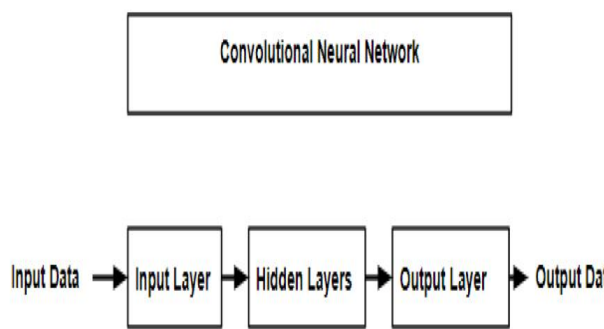 Convolutional Neural Network
Input Data Input Layer Hidden Layers Output Layer Output Dat